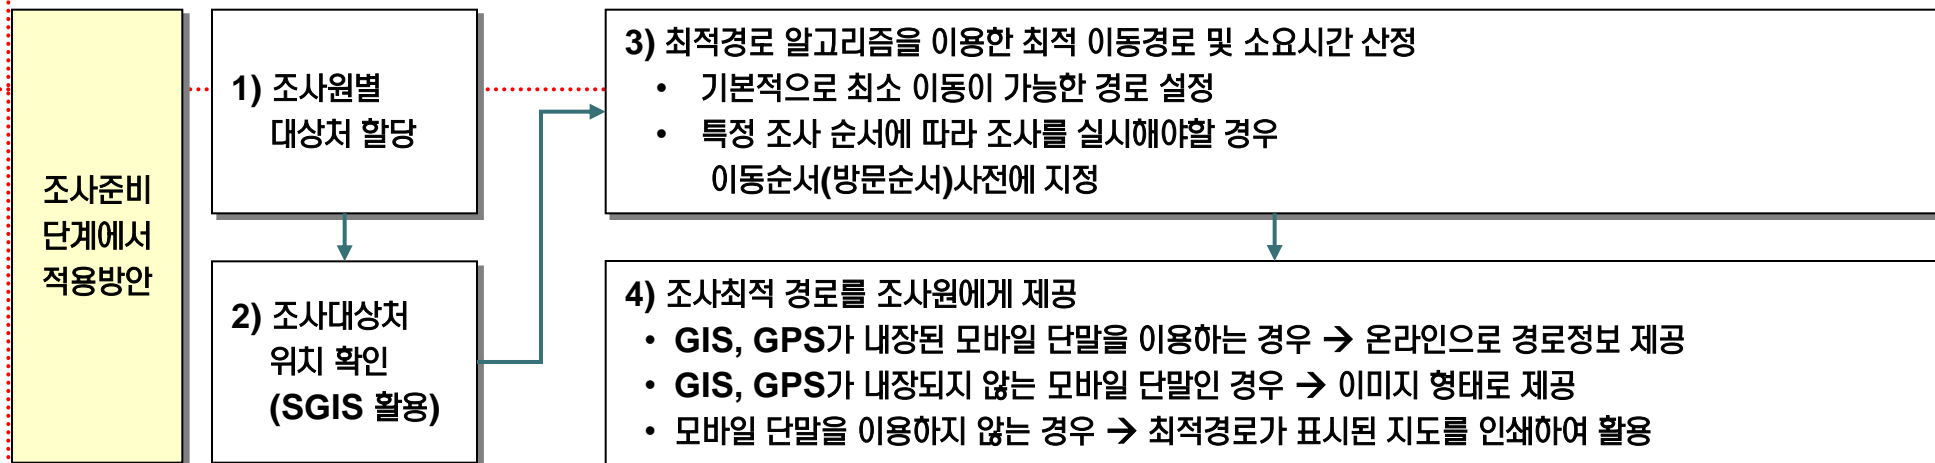 조사준비
단계에서
적용방안
1) 조사원별
대상처 할당
2) 조사대상처
위치 확인
(SGIS 활용)
3) 최적경로 알고리즘을 이용한 최적 이동경로 및 소요시간 산정
• 기본적으로 최소 이동이 가능한 경로 설정
• 특정 조사 순서에 따라 조사를 실시해야할 경우
이동순서(방문순서)사전에 지정
4) 조사최적 경로를 조사원에게 제공
• GIS, GPS가 내장된 모바일 단말을 이용하는 경우 → 온라인으로 경로정보 제공
• GIS, GPS가 내장되지 않는 모바일 단말인 경우 → 이미지 형태로 제공
• 모바일 단말을 이용하지 않는 경우 → 최적경로가 표시된 지도를 인쇄하여 활용